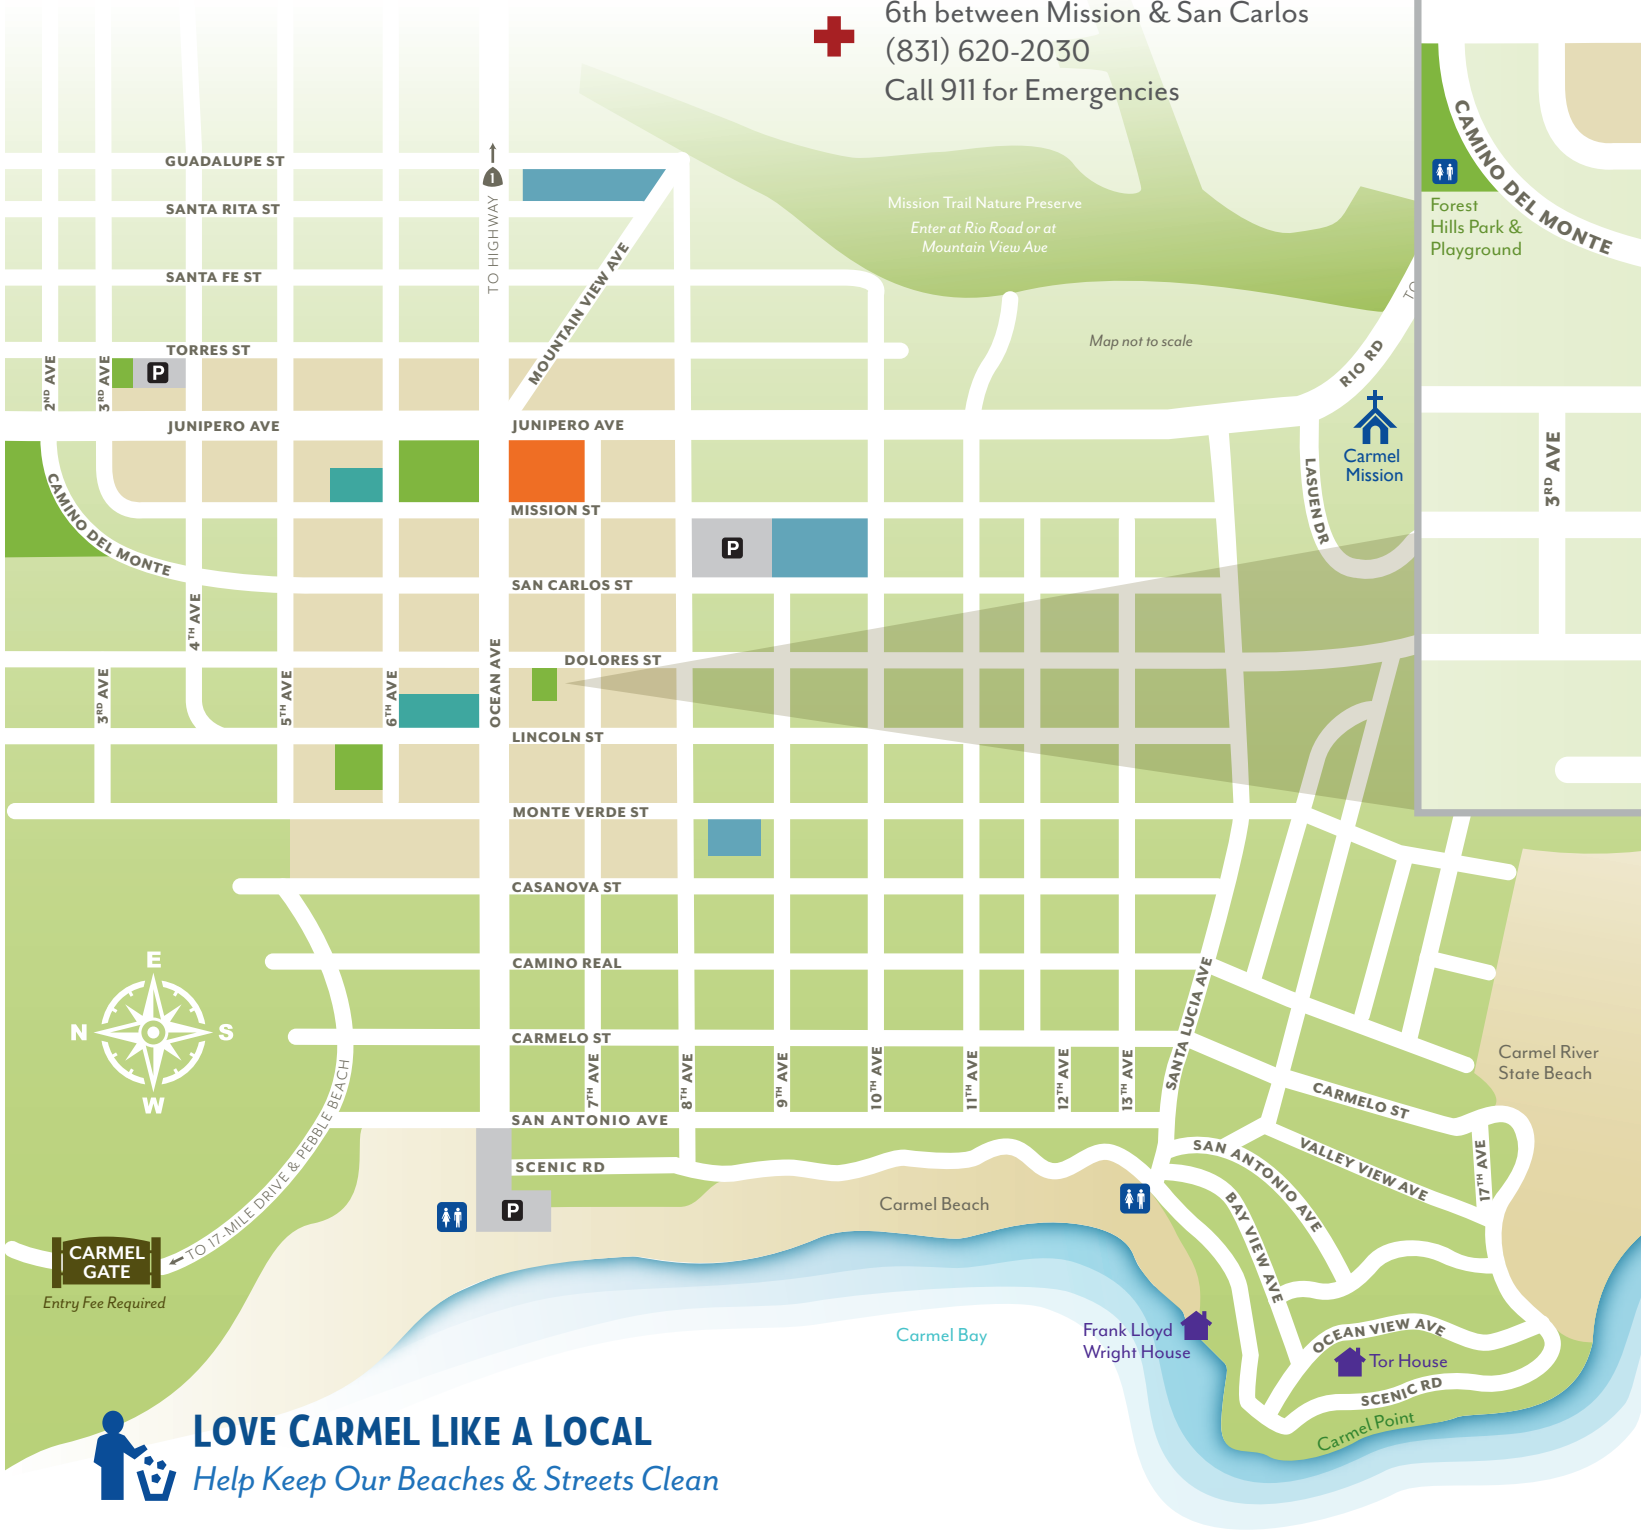 6th between Mission & San Carlos
(831) 620-2030
Call 911 for Emergencies
GUADALUPE ST
SANTA RITA ST
SANTA FE ST
TORRES ST
2ND AVE
3RD AVE
P
JUNIPERO AVE
1
TO HIGHWAY
MOUNTAIN VIEW AVE
JUNIPERO AVE
Mission Trail Nature Preserve
Enter at Rio Road or at
Mountain View Ave
Map not to scale
RIO RD
TO
Carmel
Mission
LASUEN DR
CAMINO DEL MONTE
Forest
Hills Park &
Playground
3RD AVE
CAMINO DEL MONTE
MISSION ST
P
SAN CARLOS ST
4TH AVE
DOLORES ST
3RD AVE
5TH AVE
6TH AVE
OCEAN AVE
LINCOLN ST
MONTE VERDE ST
CASANOVA ST
CAMINO REAL
CARMELO ST
E
N
S
W
7TH AVE
8TH AVE
9TH AVE
10TH AVE
11TH AVE
12TH AVE
13TH AVE
SANTA LUCIA AVE
SAN ANTONIO AVE
SCENIC RD
P
TO 17-MILE DRIVE & PEBBLE BEACH
CARMEL
GATE
Entry Fee Required
Carmel River
State Beach
CARMELO ST
SAN ANTONIO AVE
VALLEY VIEW AVE
17TH AVE
BAY VIEW AVE
Carmel Beach
Carmel Bay
Frank Lloyd
Wright House
OCEAN VIEW AVE
Tor House
SCENIC RD
Carmel Point
LOVE CARMEL LIKE A LOCAL
Help Keep Our Beaches & Streets Clean